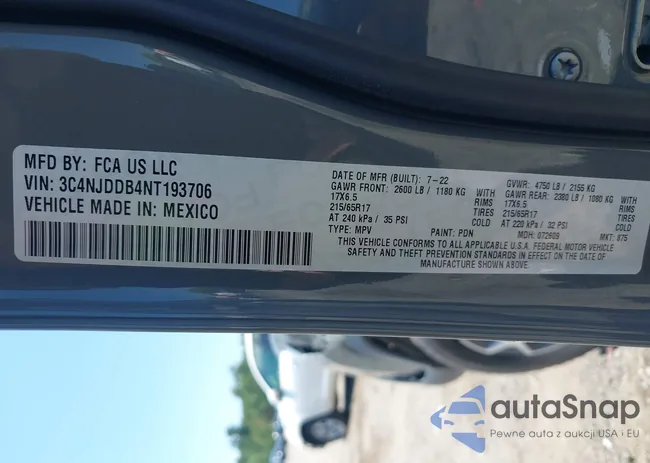 MFD BY: FCA US LLC
VIN: 3C4NJDDB4NT193706
VEHICLE MADE IN: MEXICO
DATE OF MFR (BUILT): 7-22 GVWR: 4750 LB / 2155 KG
GAWR FRONT: 2600 LB / 1180 KG WITH GAWR REAR: 2380 LB / 1080 KG WITH
17X6.5 RIMS 17X6.5 RIMS
215/65R17 TIRES 215/65R17 TIRES
AT 240 kPa / 35 PSI COLD AT 220 kPa / 32 PSI COLD
TYPE: MPV PAINT: PDN MDH: 072609 MKT: 875
THIS VEHICLE CONFORMS TO ALL APPLICABLE U.S.A. FEDERAL MOTOR VEHICLE
SAFETY AND THEFT PREVENTION STANDARDS IN EFFECT ON THE DATE OF
MANUFACTURE SHOWN ABOVE.
autaSnap
Pewne auta z aukcji USA i EU